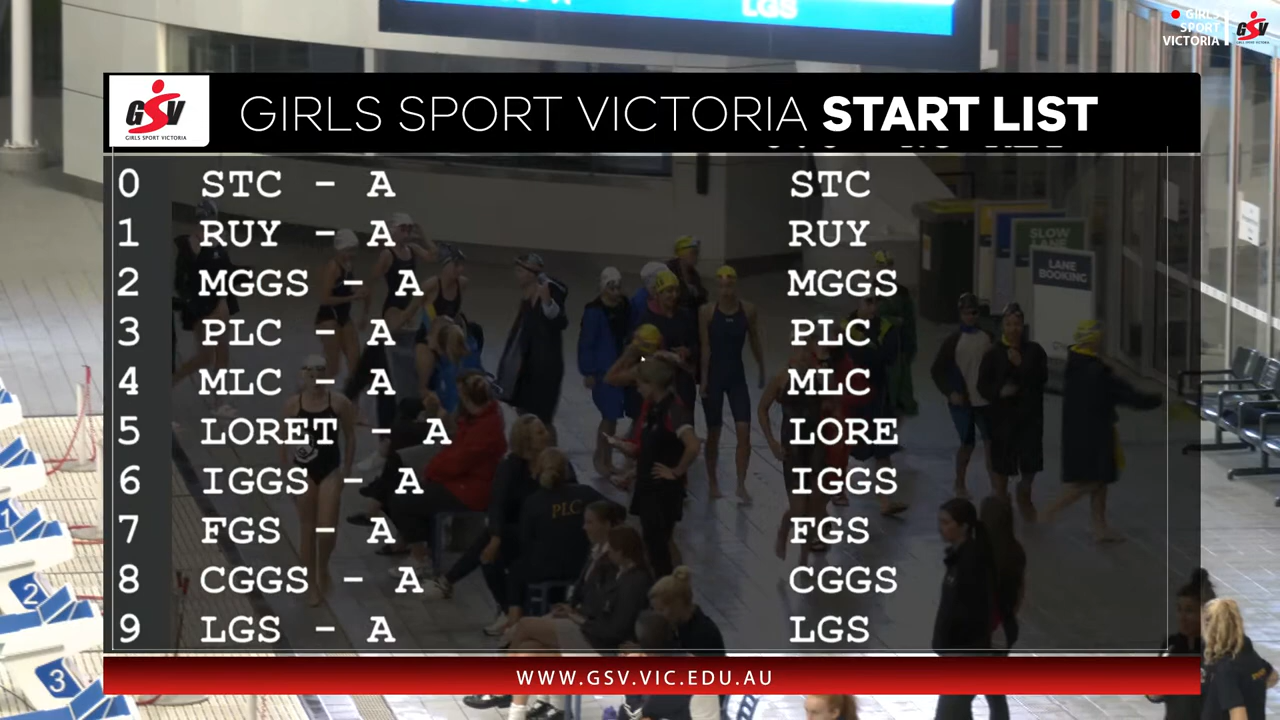 LGS
GIRLS
SPORT
VICTORIA
GSV
GIRLS SPORT VICTORIA
GIRLS SPORT VICTORIA START LIST
0 STC - A STC
1 RUY - A RUY
2 MGGS - A MGGS
3 PLC - A PLC
4 MLC - A MLC
5 LORET - A LORE
6 IGGS - A IGGS
7 FGS - A FGS
8 CGGS - A CGGS
9 LGS - A LGS
SLOW
LANE
LANE
BOOKING
PLC
1
2
3
WWW.GSV.VIC.EDU.AU